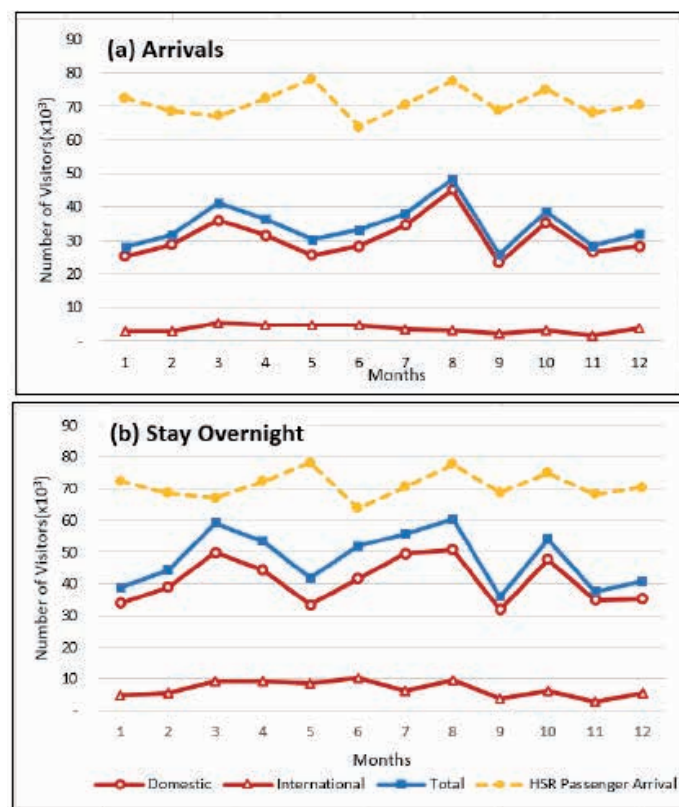 (a) Arrivals
Number of Visitors(x10³)
90
80
70
60
50
40
30
20
10
-
1 2 3 4 5 6 7 8 9 10 11 12
Months
(b) Stay Overnight
Number of Visitors(x10³)
90
80
70
60
50
40
30
20
10
-
1 2 3 4 5 6 7 8 9 10 11 12
Months
Domestic International Total HSR Passenger Arrival